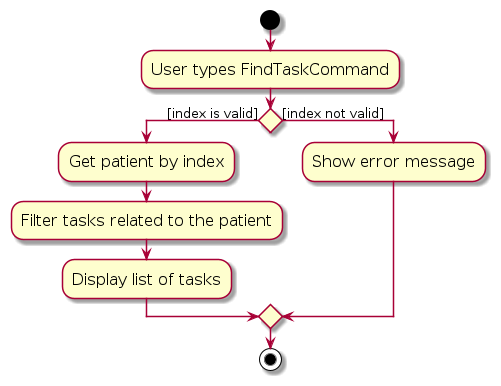 User types FindTaskCommand
[index is valid]
[index not valid]
Get patient by index
Show error message
Filter tasks related to the patient
Display list of tasks